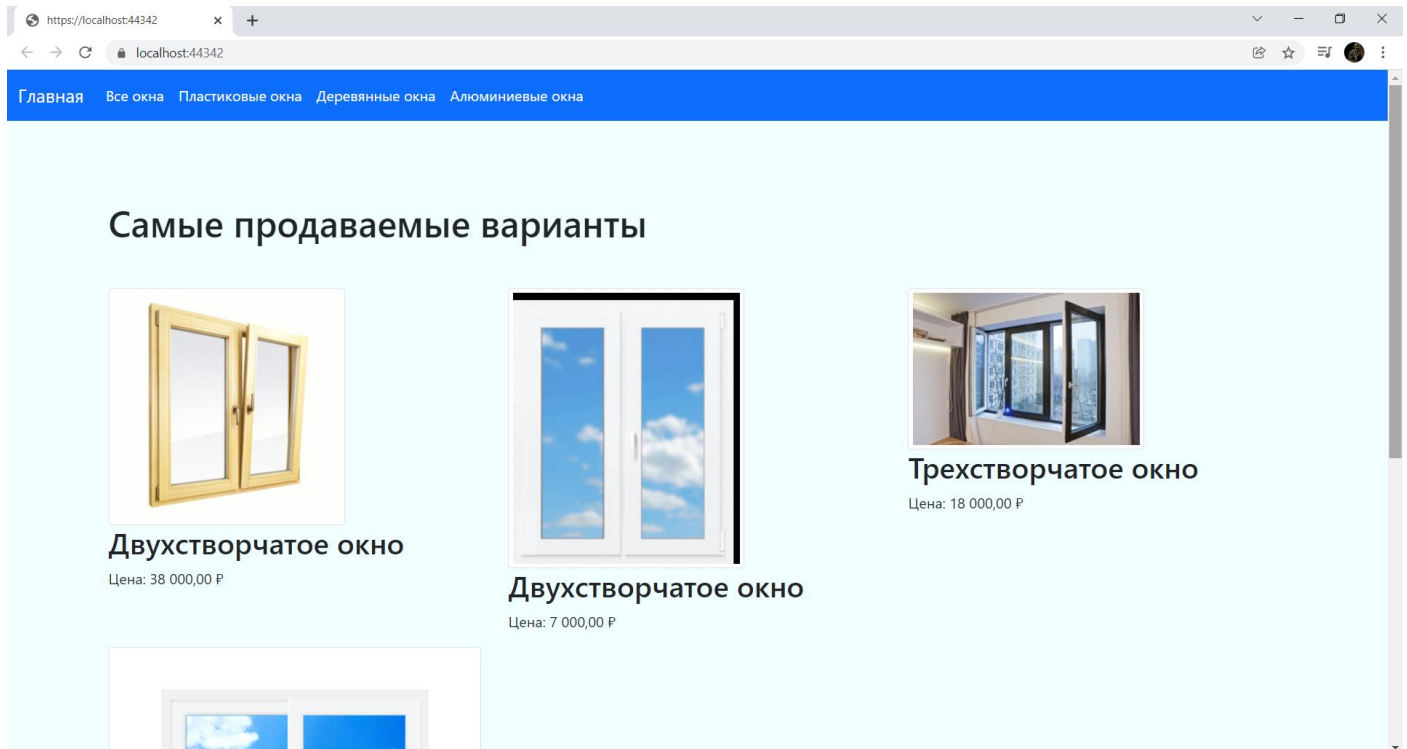 https://localhost:44342
localhost:44342
Главная Все окна Пластиковые окна Деревянные окна Алюминиевые окна
Самые продаваемые варианты
Двухстворчатое окно
Цена: 38 000,00 ₽
Двухстворчатое окно
Цена: 7 000,00 ₽
Трехстворчатое окно
Цена: 18 000,00 ₽